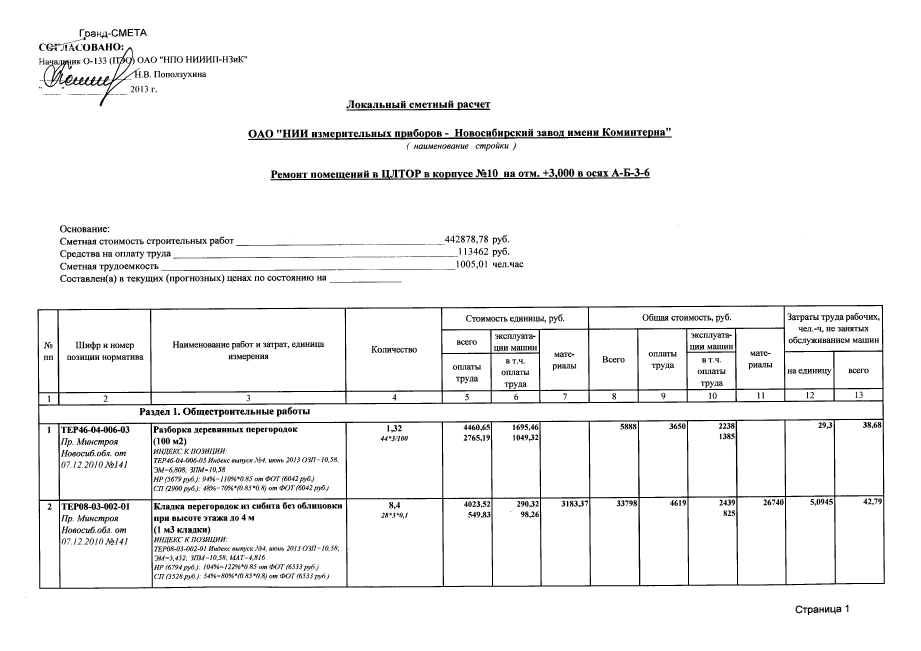 Гранд-СМЕТА
СОГЛАСОВАНО:
Начальник О-133 (ПЭО) ОАО "НПО НИИИП-НЗиК"
Н.В. Поползухина
"____"____________ 2013 г.
Локальный сметный расчет
ОАО "НИИ измерительных приборов - Новосибирский завод имени Коминтерна"
( наименование стройки )
Ремонт помещений в ЦЛТОР в корпусе №10 на отм. +3,000 в осях А-Б-3-6
Основание:
Сметная стоимость строительных работ 442878,78 руб.
Средства на оплату труда 113462 руб.
Сметная трудоемкость 1005,01 чел.час
Составлен(а) в текущих (прогнозных) ценах по состоянию на
№ пп
Шифр и номер позиции норматива
Наименование работ и затрат, единица измерения
Количество
Стоимость единицы, руб.
всего
оплаты труда
эксплуата-ции машин
в т.ч. оплаты труда
мате-риалы
Общая стоимость, руб.
Всего
оплаты труда
эксплуата-ции машин
в т.ч. оплаты труда
мате-риалы
Затраты труда рабочих, чел.-ч, не занятых обслуживанием машин
на единицу
всего
1 2 3 4 5 6 7 8 9 10 11 12 13
Раздел 1. Общестроительные работы
1 ТЕР46-04-006-03 Разборка деревянных перегородок 1,32 4460,65 1695,46 5888 3650 2238 29,3 38,68
Пр. Минстроя (100 м2) 44*3/100 2765,19 1049,32 1385
Новосиб.обл. от ИНДЕКС К ПОЗИЦИИ:
07.12.2010 №141 ТЕР46-04-006-03 Индекс выпуск №4, июнь 2013 ОЗП=10,58;
ЭМ=6,808; ЗПМ=10,58
НР (5679 руб.): 94%=110%*0.85 от ФОТ (6042 руб.)
СП (2900 руб.): 48%=70%*(0.85*0.8) от ФОТ (6042 руб.)
2 ТЕР08-03-002-01 Кладка перегородок из сибита без облицовки 8,4 4023,52 290,32 3183,37 33798 4619 2439 26740 5,0945 42,79
Пр. Минстроя при высоте этажа до 4 м 28*3*0,1 549,83 98,26 825
Новосиб.обл. от (1 м3 кладки)
07.12.2010 №141 ИНДЕКС К ПОЗИЦИИ:
ТЕР08-03-002-01 Индекс выпуск №4, июнь 2013 ОЗП=10,58;
ЭМ=5,452; ЗПМ=10,58; МАТ=4,816
НР (6794 руб.): 104%=122%*0.85 от ФОТ (6533 руб.)
СП (3528 руб.): 54%=80%*(0.85*0.8) от ФОТ (6533 руб.)
Страница 1